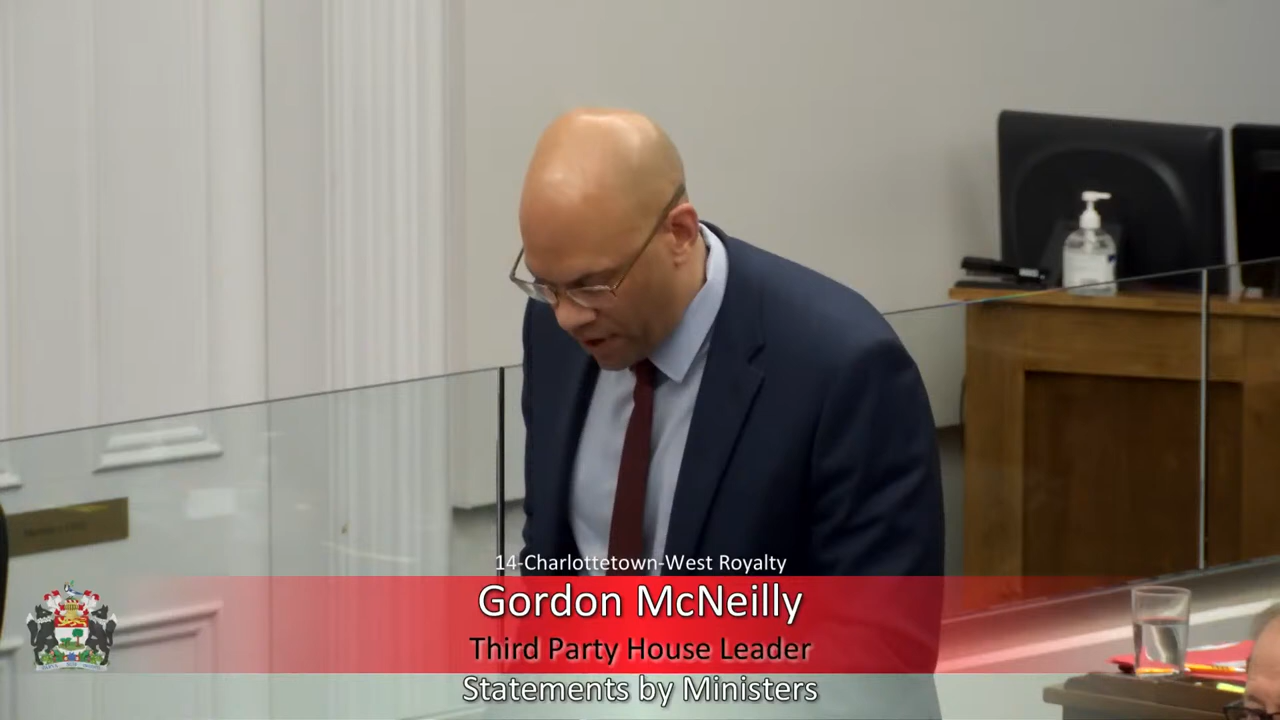 14-Charlottetown-West Royalty
Gordon McNeilly
Third Party House Leader
Statements by Ministers